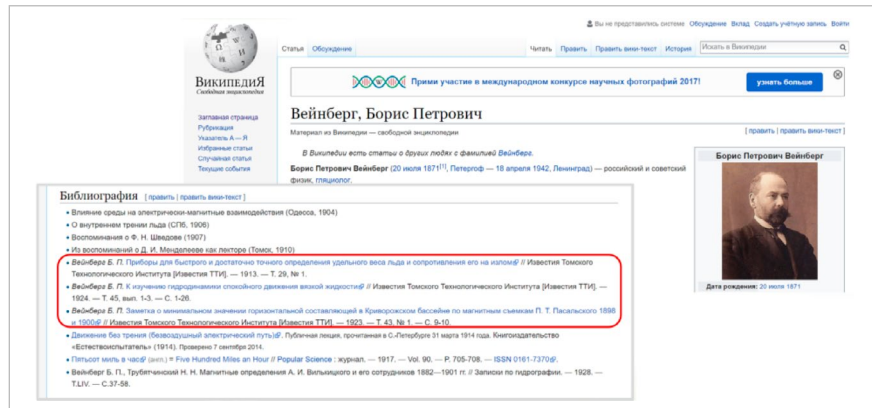 Вы не представились системе Обсуждение Вклад Создать учётную запись Войти
Статья Обсуждение Читать Править Править вики-текст История Искать в Википедии
ВикипедиЯ
Свободная энциклопедия
Прими участие в международном конкурсе научных фотографий 2017! узнать больше
Заглавная страница
Рубрикация
Указатель А — Я
Избранные статьи
Случайная статья
Текущие события
Вейнберг, Борис Петрович
Материал из Википедии — свободной энциклопедии [ править | править вики-текст ]
В Википедии есть статьи о других людях с фамилией Вейнберг.
Борис Петрович Вейнберг (20 июля 1871[1], Петергоф — 18 апреля 1942, Ленинград) — российский и советский
физик, гляциолог.
Борис Петрович Вейнберг
Дата рождения: 20 июля 1871
Библиография [ править | править вики-текст ]
• Влияние среды на электрически-магнитные взаимодействия (Одесса, 1904)
• О внутреннем трении льда (СПб, 1906)
• Воспоминания о Ф. Н. Шведове (1907)
• Из воспоминаний о Д. И. Менделееве как лекторе (Томск, 1910)
• Вейнберг Б. П. Приборы для быстрого и достаточно точного определения удельного веса льда и сопротивления его на излом // Известия Томского
Технологического Института [Известия ТТИ]. — 1913. — Т. 29, № 1.
• Вейнберг Б. П. К изучению гидродинамики спокойного движения вязкой жидкости // Известия Томского Технологического Института [Известия ТТИ]. —
1924. — Т. 45, вып. 1-3. — С. 1-26.
• Вейнберг Б. П. Заметка о минимальном значении горизонтальной составляющей в Криворожском бассейне по магнитным съемкам П. Т. Пасальского 1898
и 1900 // Известия Томского Технологического Института [Известия ТТИ]. — 1923. — Т. 43, № 1. — С. 9-10.
• Движение без трения (безвоздушный электрический путь). Публичная лекция, прочитанная в С.-Петербурге 31 марта 1914 года. Книгоиздательство
«Естествоиспытатель» (1914). Проверено 7 сентября 2014.
• Пятьсот миль в час (англ.) = Five Hundred Miles an Hour // Popular Science : журнал. — 1917. — Vol. 90. — P. 705-708. — ISSN 0161-7370.
• Вейнберг Б. П., Трубятчинский Н. Н. Магнитные определения А. И. Вилькицкого и его сотрудников 1882—1901 гг. // Записки по гидрографии. — 1928. —
T.LIV. — С.37-58.